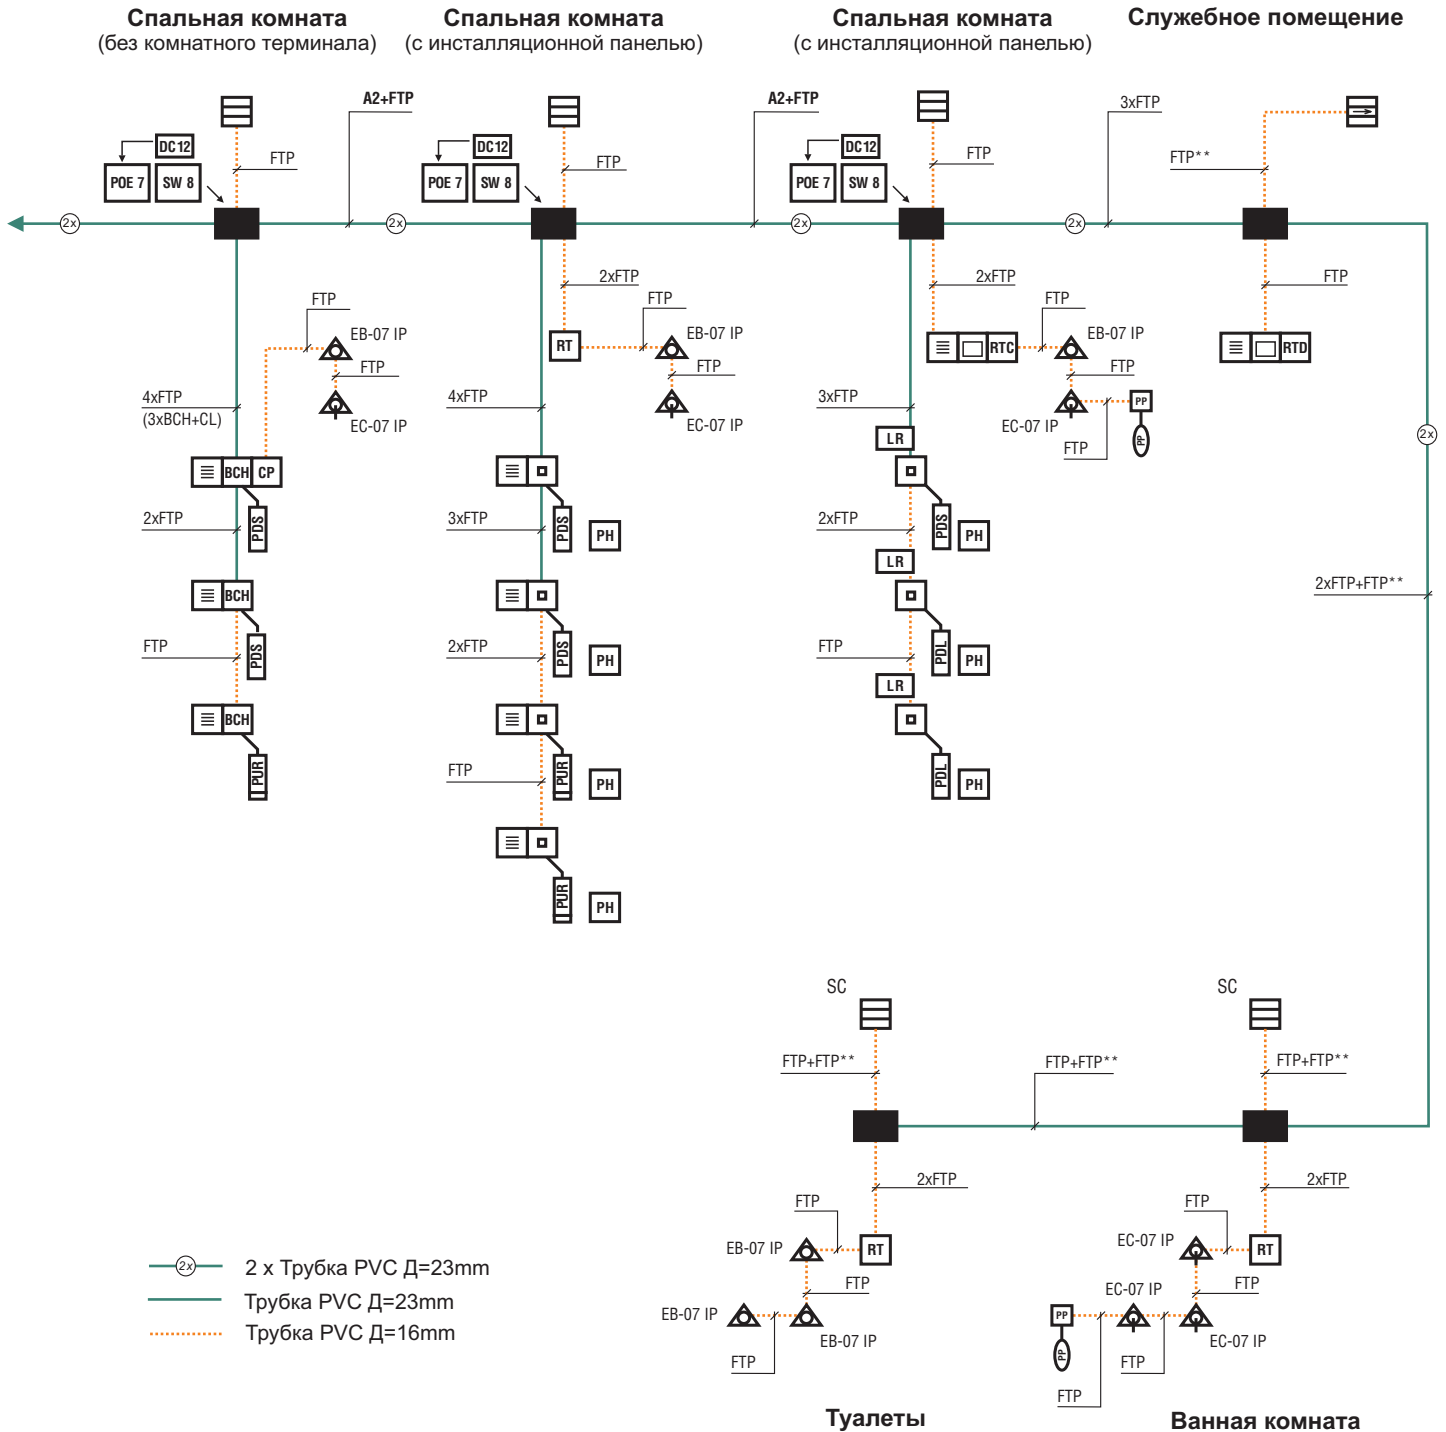 Спальная комната
(без комнатного терминала)
Спальная комната
(с инсталляционной панелью)
Спальная комната
(с инсталляционной панелью)
Служебное помещение
A2+FTP
A2+FTP
3xFTP
DC12
DC12
DC12
FTP
FTP
FTP
FTP**
POE 7
SW 8
POE 7
SW 8
POE 7
SW 8
2x
2x
2x
2x
2xFTP
2xFTP
FTP
FTP
FTP
FTP
EB-07 IP
RT
EB-07 IP
RTC
EB-07 IP
RTD
FTP
FTP
FTP
4xFTP
(3xBCH+CL)
EC-07 IP
4xFTP
EC-07 IP
3xFTP
EC-07 IP
PP
PP
FTP
2x
LR
BCH
CP
2xFTP
PDS
3xFTP
PDS
PH
2xFTP
PDS
PH
LR
BCH
2xFTP+FTP**
FTP
PDS
2xFTP
PDS
PH
FTP
PDL
PH
LR
BCH
PUR
FTP
PUR
PH
PDL
PH
PUR
PH
SC
SC
FTP+FTP**
FTP+FTP**
FTP+FTP**
2xFTP
2xFTP
FTP
FTP
EB-07 IP
RT
EC-07 IP
RT
FTP
FTP
EC-07 IP
EB-07 IP
EB-07 IP
PP
PP
EC-07 IP
FTP
FTP
FTP
2x
2 x Трубка PVC Д=23mm
Трубка PVC Д=23mm
Трубка PVC Д=16mm
Туалеты
Ванная комната